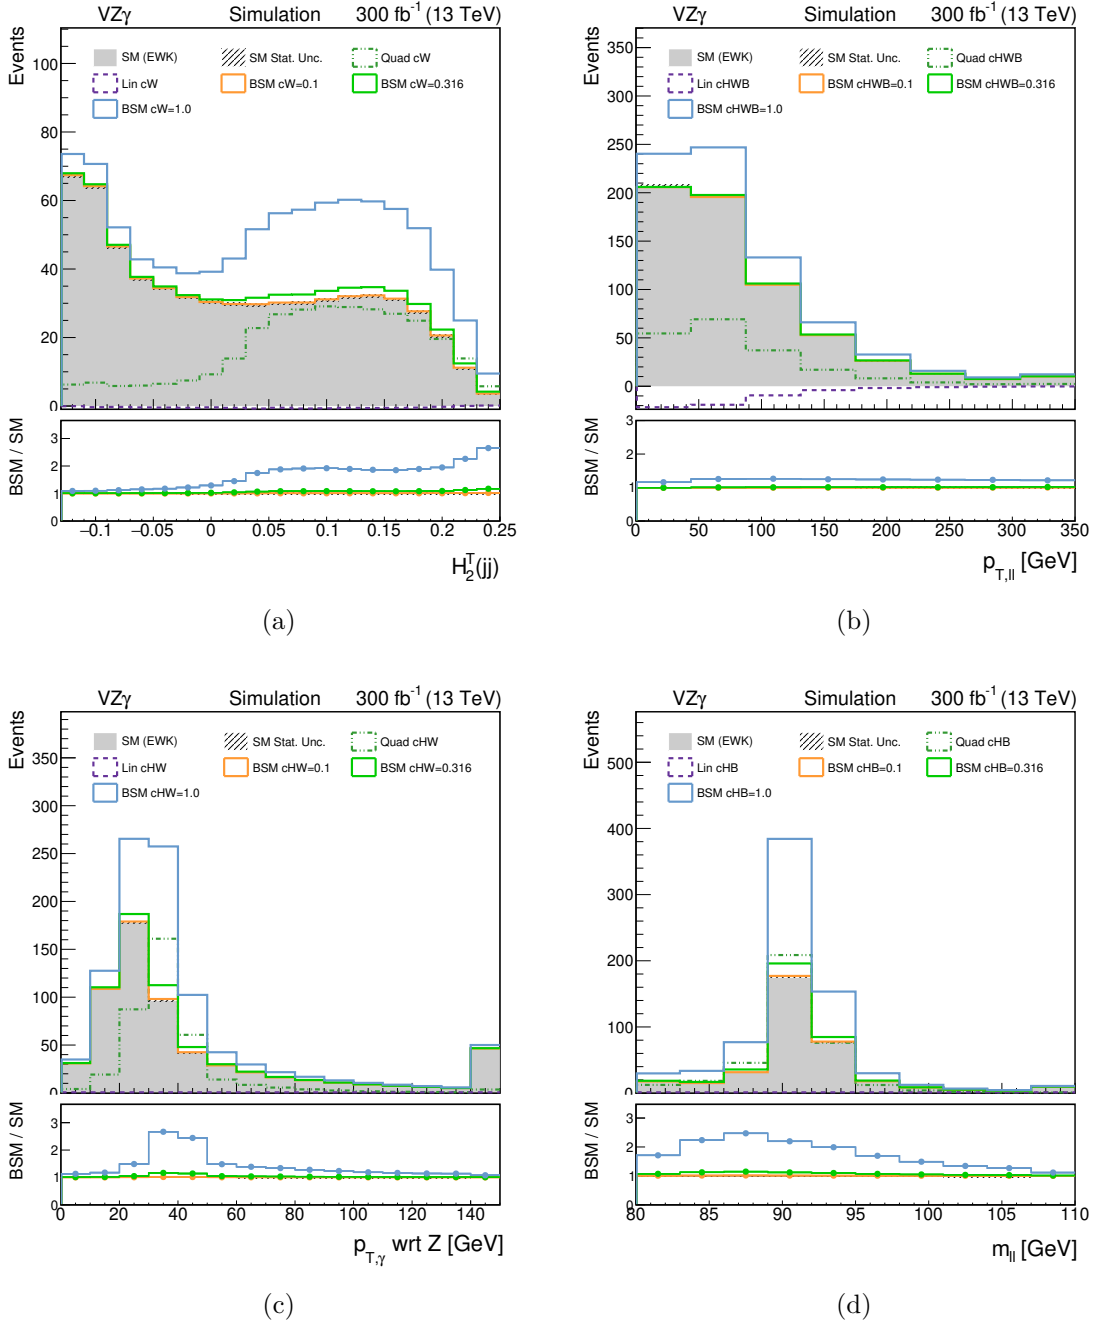 VZγ Simulation 300 fb⁻¹ (13 TeV)
Events
SM (EWK) SM Stat. Unc. Quad cW
Lin cW BSM cW=0.1 BSM cW=0.316
BSM cW=1.0
100
80
60
40
20
0
BSM / SM
3
2
1
0
−0.1 −0.05 0 0.05 0.1 0.15 0.2 0.25
H₂ᵀ(jj)
(a)
VZγ Simulation 300 fb⁻¹ (13 TeV)
Events
SM (EWK) SM Stat. Unc. Quad cHWB
Lin cHWB BSM cHWB=0.1 BSM cHWB=0.316
BSM cHWB=1.0
350
300
250
200
150
100
50
0
BSM / SM
3
2
1
0
0 50 100 150 200 250 300 350
p_{T,ll} [GeV]
(b)
VZγ Simulation 300 fb⁻¹ (13 TeV)
Events
SM (EWK) SM Stat. Unc. Quad cHW
Lin cHW BSM cHW=0.1 BSM cHW=0.316
BSM cHW=1.0
350
300
250
200
150
100
50
0
BSM / SM
3
2
1
0
0 20 40 60 80 100 120 140
p_{T,γ} wrt Z [GeV]
(c)
VZγ Simulation 300 fb⁻¹ (13 TeV)
Events
SM (EWK) SM Stat. Unc. Quad cHB
Lin cHB BSM cHB=0.1 BSM cHB=0.316
BSM cHB=1.0
500
400
300
200
100
0
BSM / SM
3
2
1
0
80 85 90 95 100 105 110
m_{ll} [GeV]
(d)